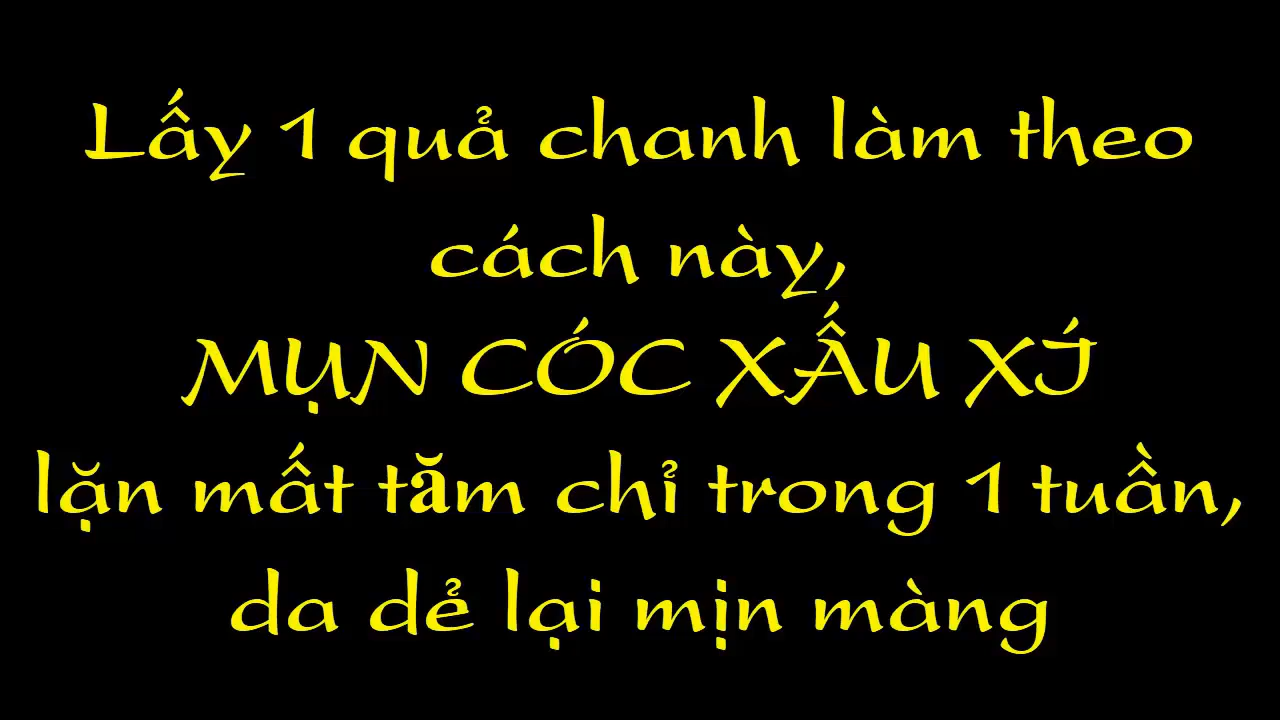 Lấy 1 quả chanh làm theo
cách này,
MỤN CÓC XẤU XÍ
lặn mất tăm chỉ trong 1 tuần,
da dẻ lại mịn màng